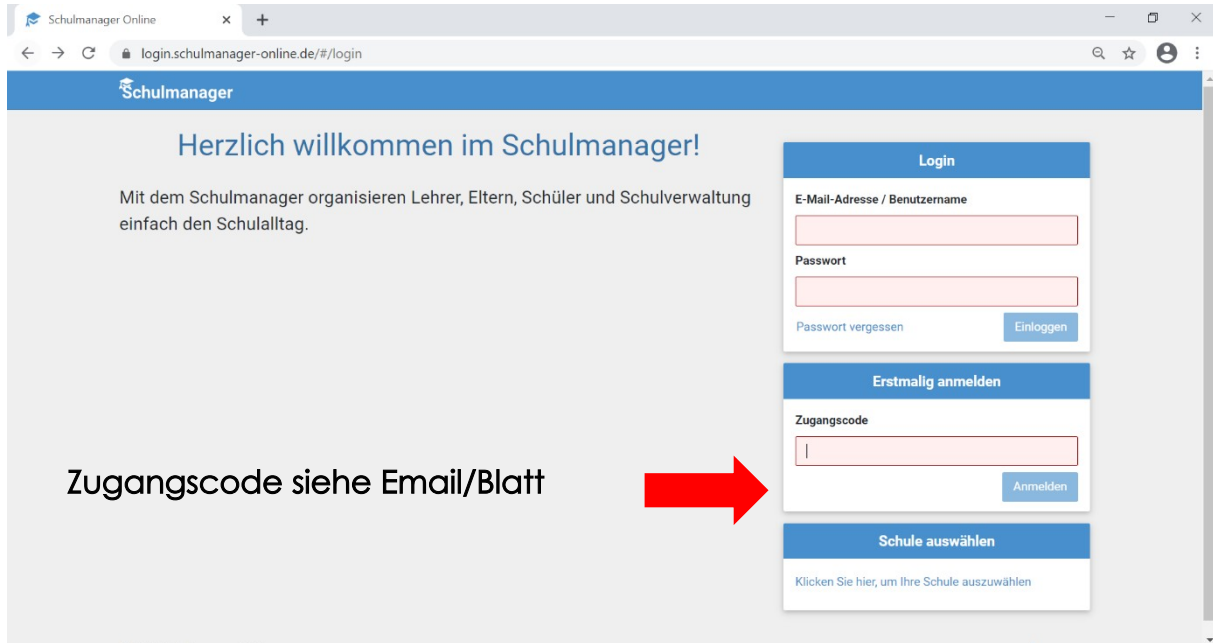 Schulmanager Online
login.schulmanager-online.de/#/login
Schulmanager
Herzlich willkommen im Schulmanager!
Mit dem Schulmanager organisieren Lehrer, Eltern, Schüler und Schulverwaltung
einfach den Schulalltag.
Login
E-Mail-Adresse / Benutzername
Passwort
Passwort vergessen
Einloggen
Erstmalig anmelden
Zugangscode
Zugangscode siehe Email/Blatt
Anmelden
Schule auswählen
Klicken Sie hier, um Ihre Schule auszuwählen